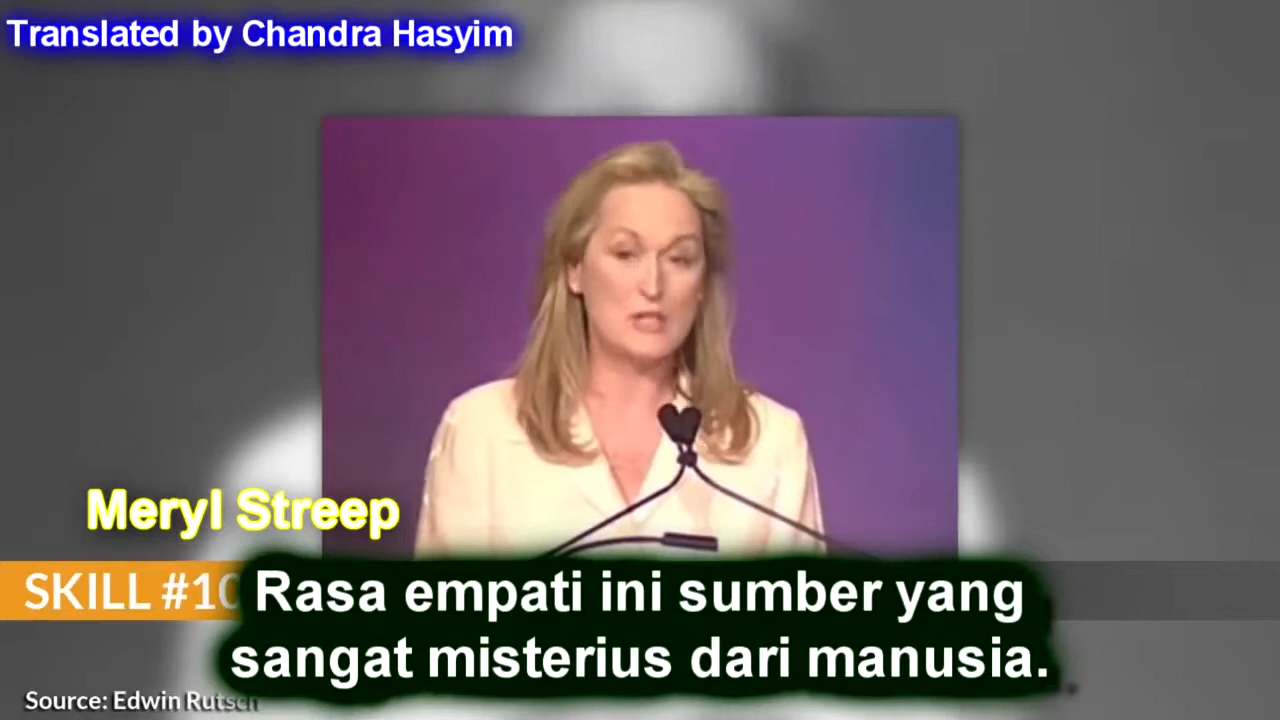 Translated by Chandra Hasyim
Meryl Streep
SKILL #10
Rasa empati ini sumber yang
sangat misterius dari manusia.
Source: Edwin Rutsch